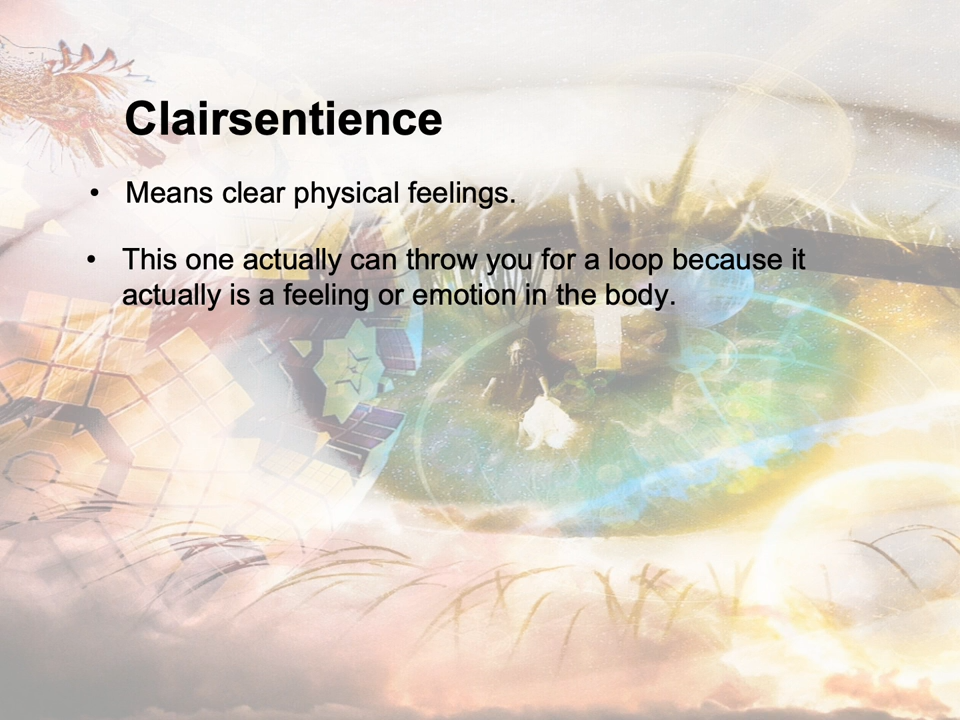 Clairsentience
• Means clear physical feelings.
• This one actually can throw you for a loop because it
actually is a feeling or emotion in the body.